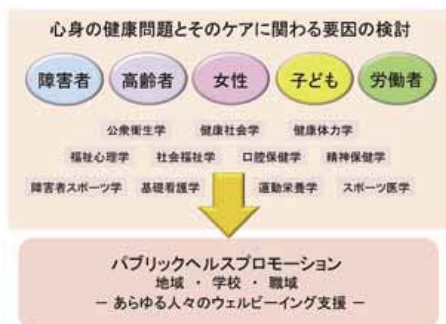 心身の健康問題とそのケアに関わる要因の検討
障害者 高齢者 女性 子ども 労働者
公衆衛生学 健康社会学 健康体力学
福祉心理学 社会福祉学 口腔保健学 精神保健学
障害者スポーツ学 基礎看護学 運動栄養学 スポーツ医学
パブリックヘルスプロモーション
地域 ・ 学校 ・ 職域
− あらゆる人々のウェルビーイング支援 −